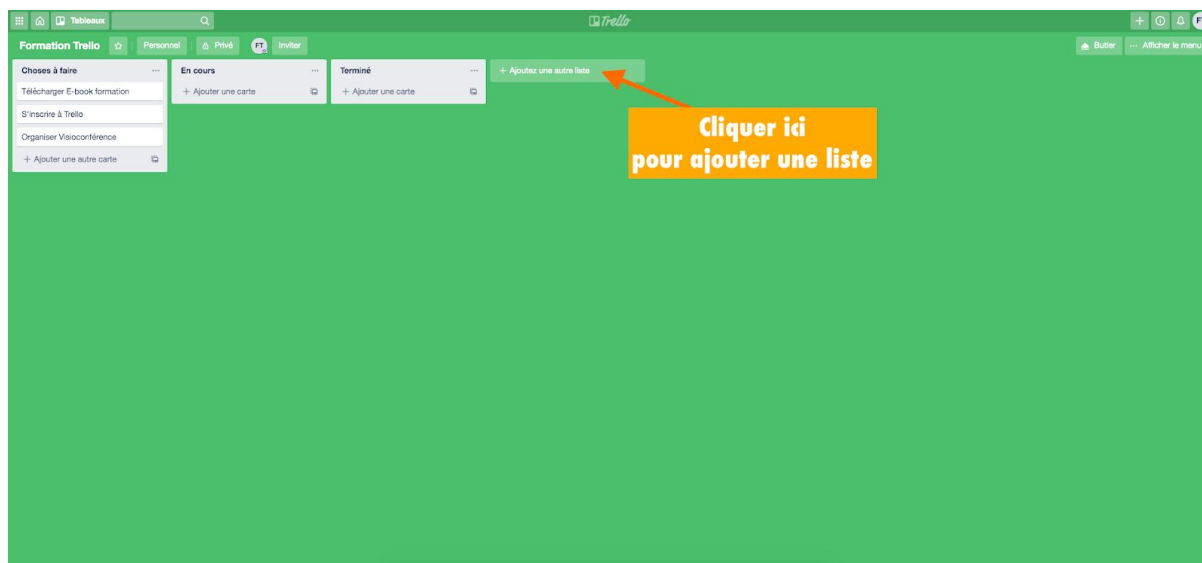 Tableaux
Trello
Formation Trello Personnel Privé FT Inviter Butler ··· Afficher le menu
Choses à faire ···
Télécharger E-book formation
S'inscrire à Trello
Organiser Visioconférence
+ Ajouter une autre carte
En cours ···
+ Ajouter une carte
Terminé ···
+ Ajouter une carte
+ Ajoutez une autre liste
Cliquer ici
pour ajouter une liste